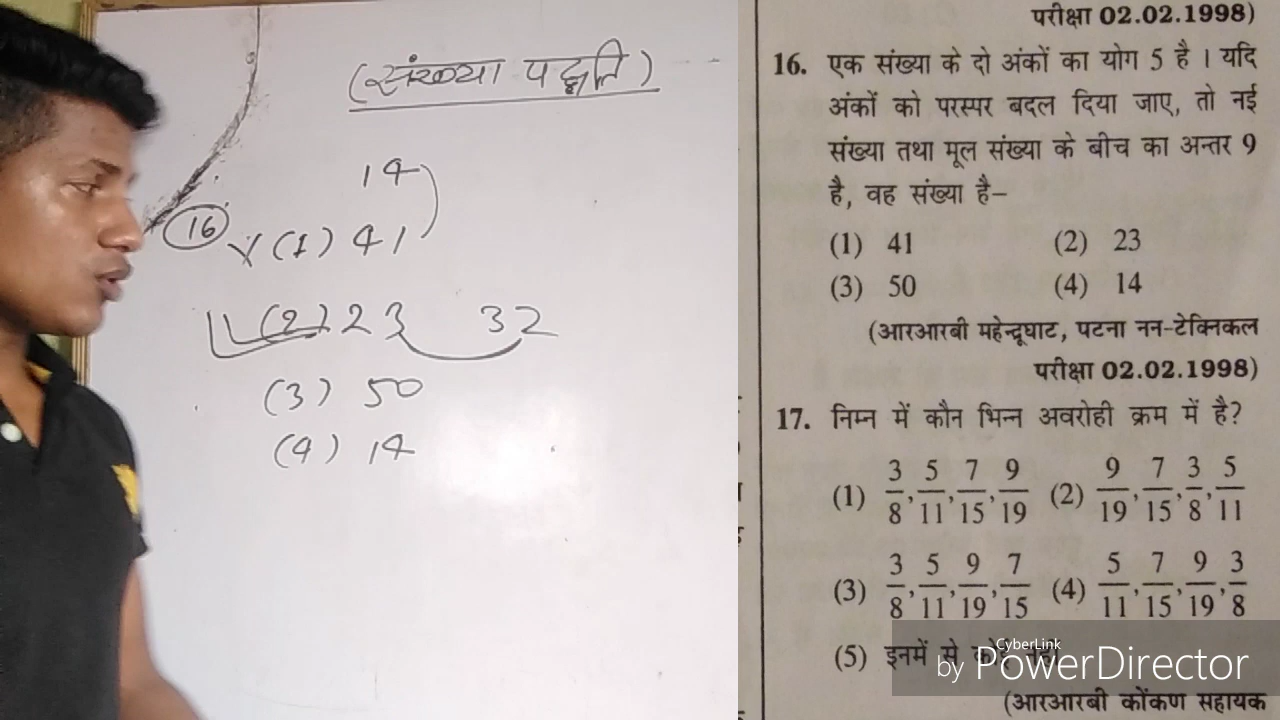 (संख्या पद्धति)
14
16 × (1) 41
(2) 23 32
(3) 50
(4) 14
परीक्षा 02.02.1998)
16. एक संख्या के दो अंकों का योग 5 है । यदि
अंकों को परस्पर बदल दिया जाए, तो नई
संख्या तथा मूल संख्या के बीच का अन्तर 9
है, वह संख्या है–
(1) 41 (2) 23
(3) 50 (4) 14
(आरआरबी महेन्द्रूघाट, पटना नन-टेक्निकल
परीक्षा 02.02.1998)
17. निम्न में कौन भिन्न अवरोही क्रम में है?
(1) 3/8, 5/11, 7/15, 9/19 (2) 9/19, 7/15, 3/8, 5/11
(3) 3/8, 5/11, 9/19, 7/15 (4) 5/11, 7/15, 9/19, 3/8
(5) इनमें से कोई नहीं
CyberLink
by PowerDirector
(आरआरबी कोंकण सहायक